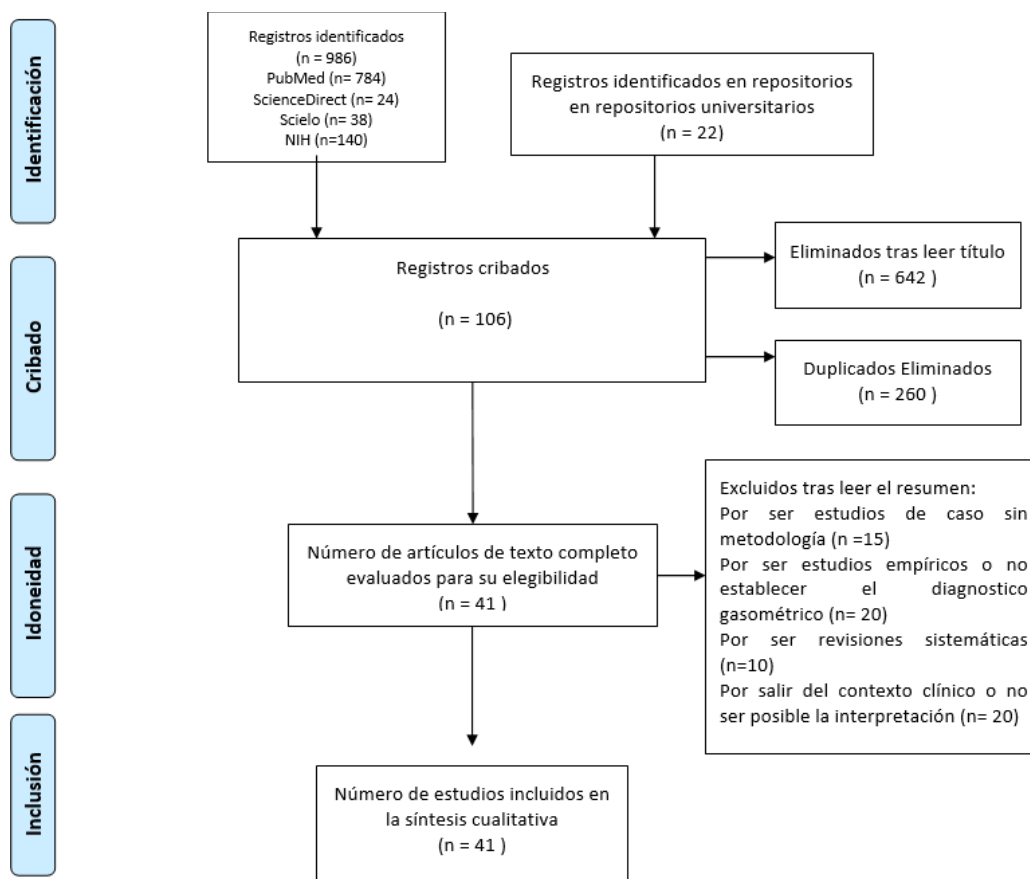 Identificación
Registros identificados
(n = 986)
PubMed (n= 784)
ScienceDirect (n= 24)
Scielo (n= 38)
NIH (n=140)
Registros identificados en repositorios
en repositorios universitarios
(n = 22)
Cribado
Registros cribados
(n = 106)
Eliminados tras leer título
(n = 642 )
Duplicados Eliminados
(n = 260 )
Idoneidad
Número de artículos de texto completo
evaluados para su elegibilidad
(n = 41 )
Excluidos tras leer el resumen:
Por ser estudios de caso sin
metodología (n =15)
Por ser estudios empíricos o no
establecer el diagnostico
gasométrico (n= 20)
Por ser revisiones sistemáticas
(n=10)
Por salir del contexto clínico o no
ser posible la interpretación (n= 20)
Inclusión
Número de estudios incluidos en
la síntesis cualitativa
(n = 41 )